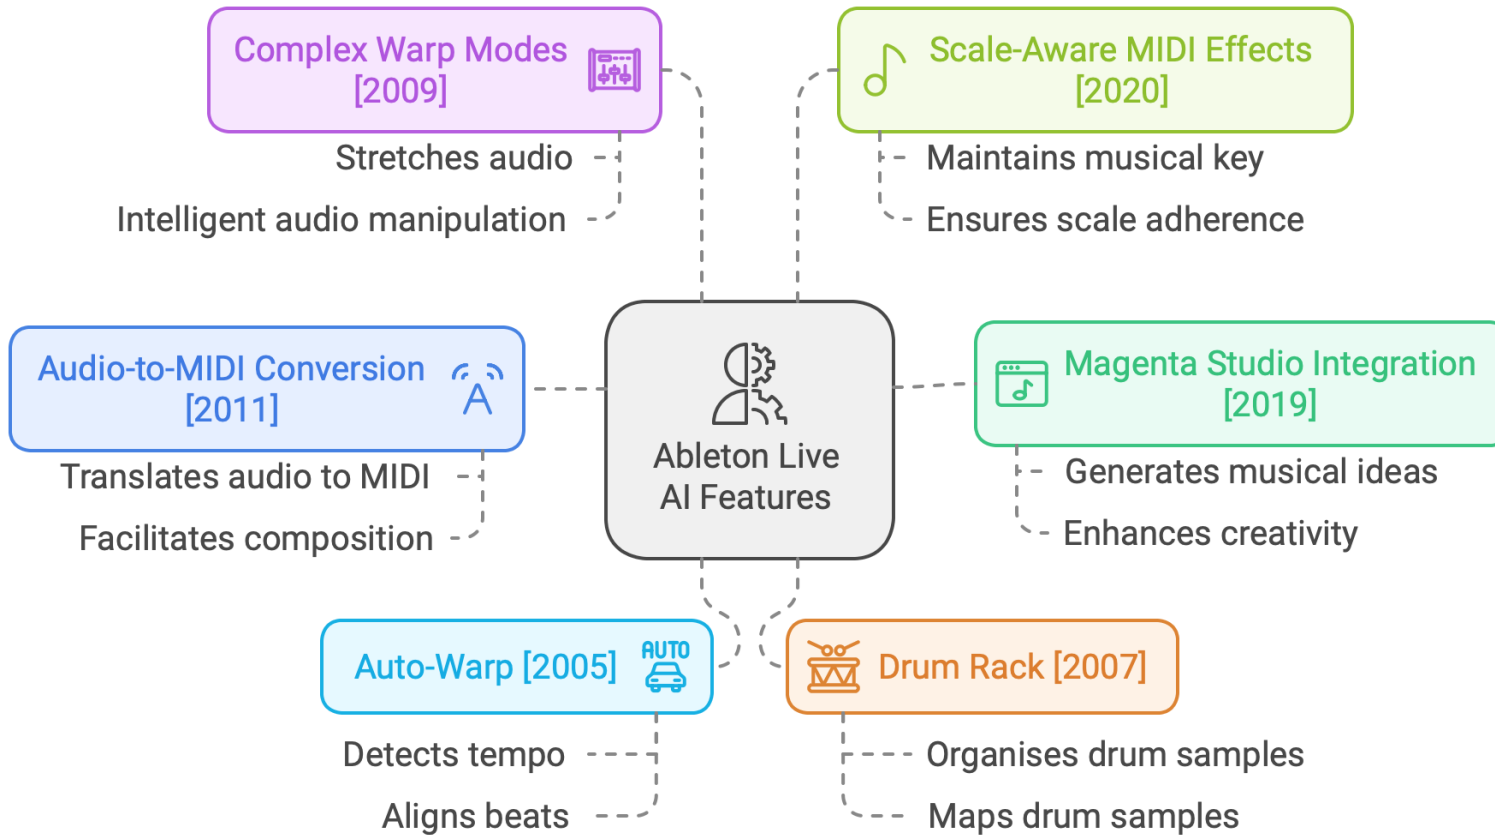 Complex Warp Modes
[2009]
Stretches audio
Intelligent audio manipulation
Scale-Aware MIDI Effects
[2020]
Maintains musical key
Ensures scale adherence
Audio-to-MIDI Conversion
[2011]
A
Translates audio to MIDI
Facilitates composition
Ableton Live
AI Features
Magenta Studio Integration
[2019]
Generates musical ideas
Enhances creativity
Auto-Warp [2005]
AUTO
Detects tempo
Aligns beats
Drum Rack [2007]
Organises drum samples
Maps drum samples